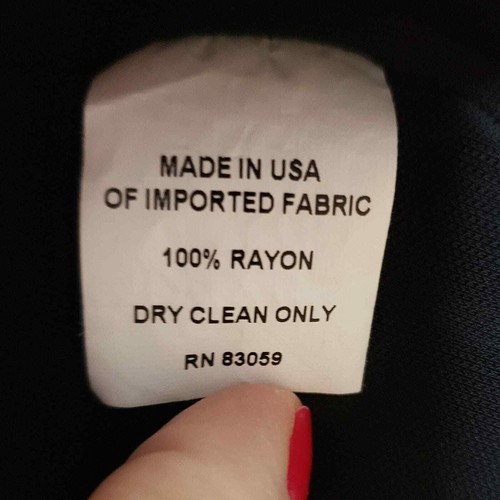 MADE IN USA
OF IMPORTED FABRIC
100% RAYON
DRY CLEAN ONLY
RN 83059